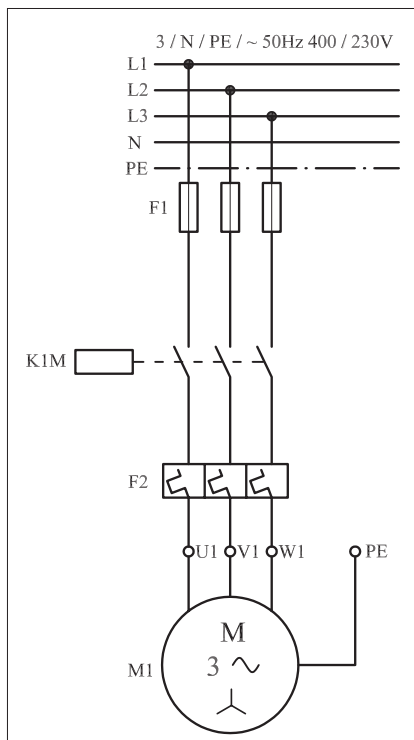 3 / N / PE / ~ 50Hz 400 / 230V
L1
L2
L3
N
PE
F1
K1M
F2
U1 V1 W1 PE
M
M1 3 ~